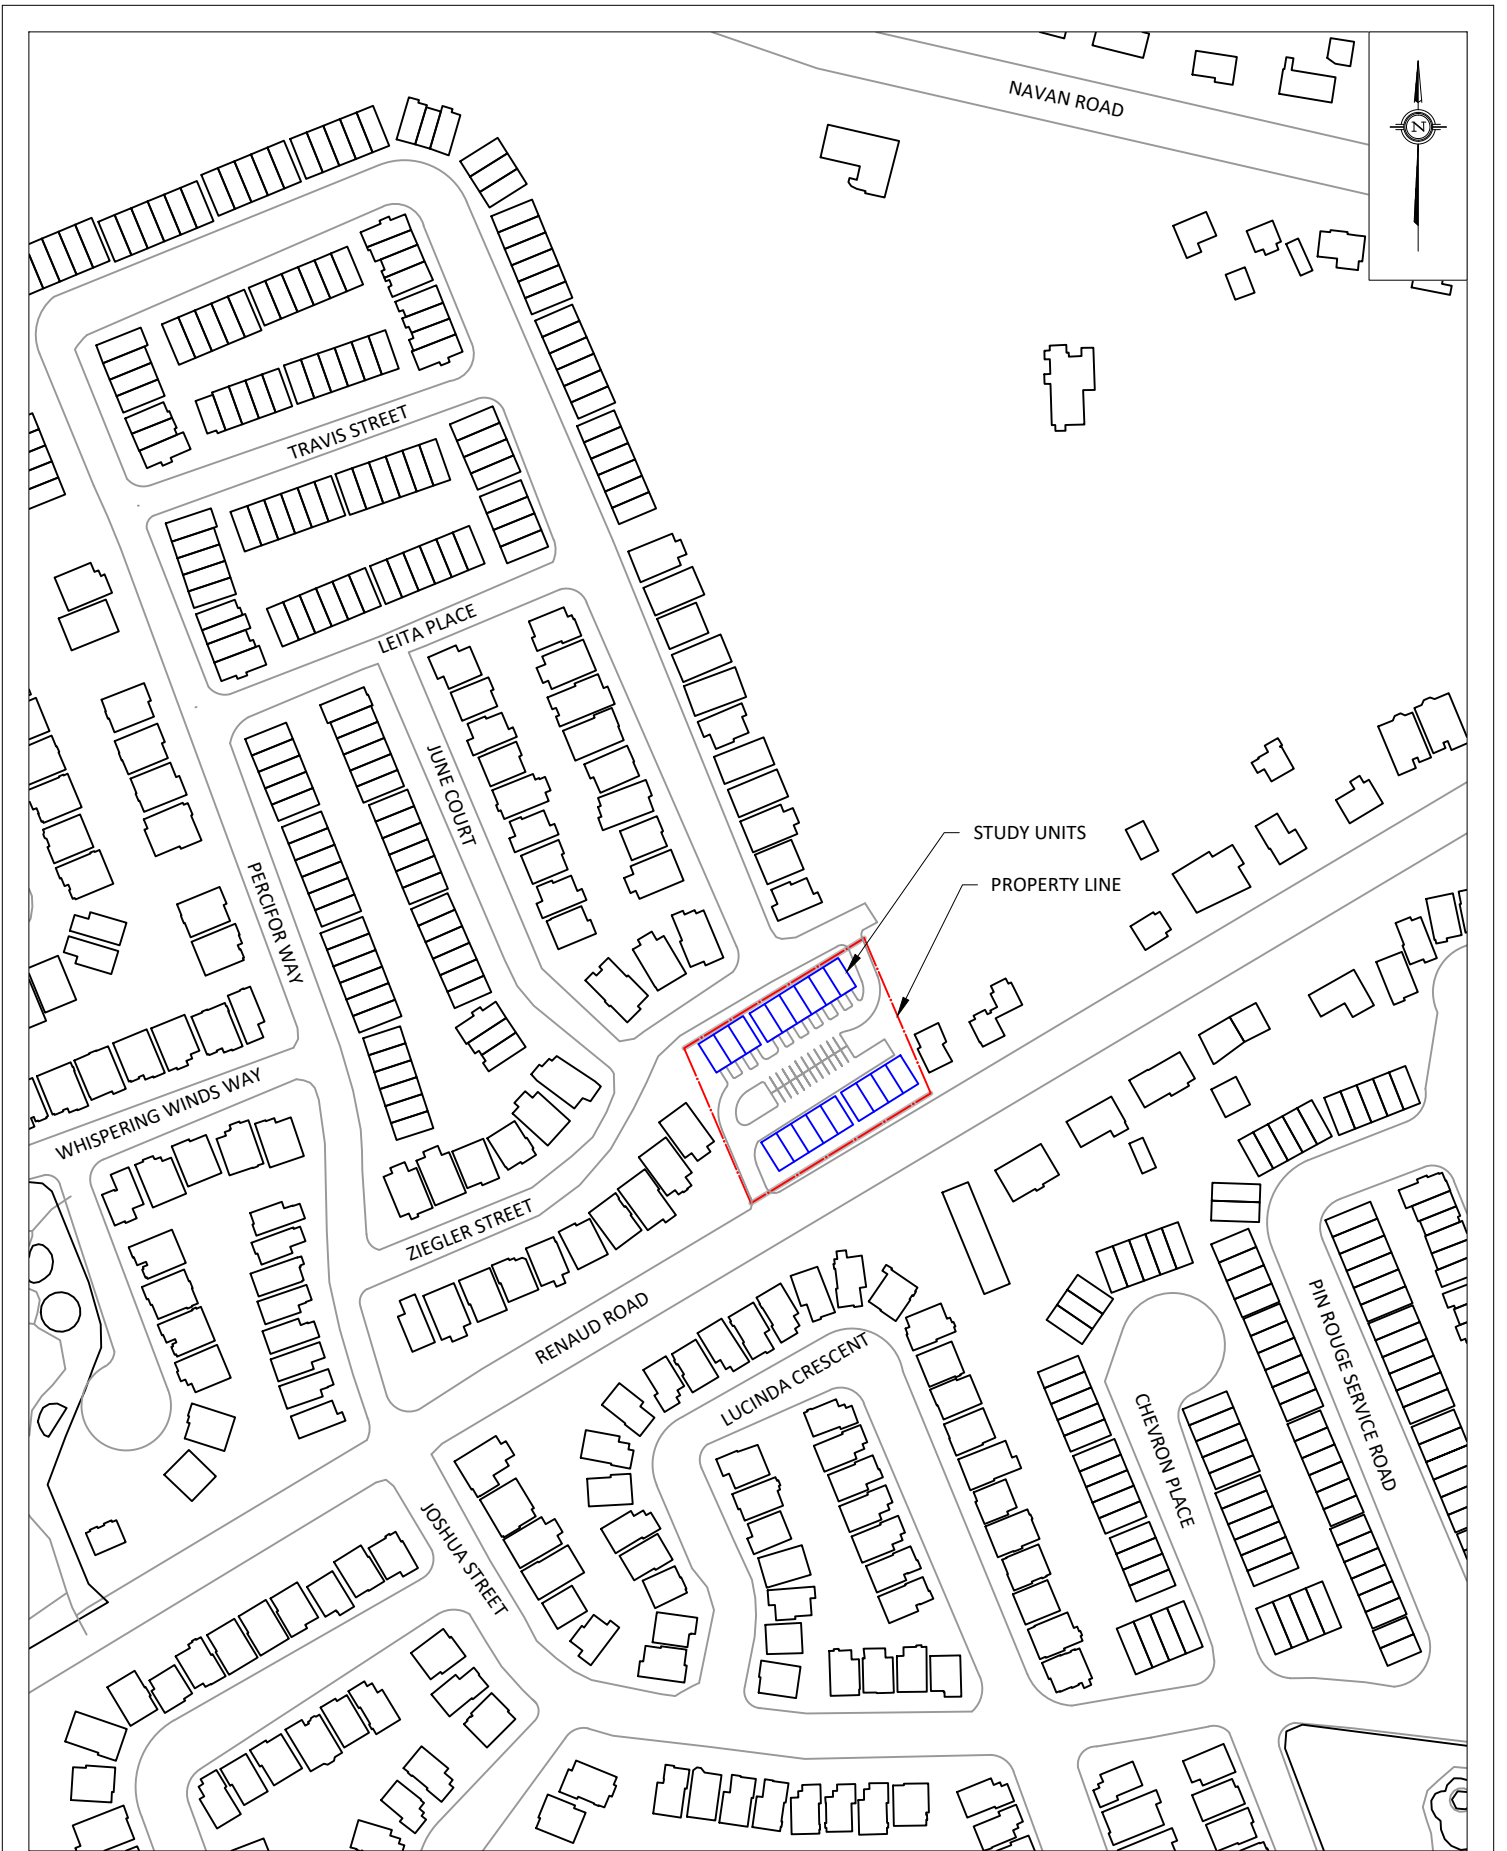 NAVAN ROAD
N
TRAVIS STREET
LEITA PLACE
JUNE COURT
STUDY UNITS
PROPERTY LINE
PERCIFOR WAY
WHISPERING WINDS WAY
ZIEGLER STREET
RENAUD ROAD
LUCINDA CRESCENT
PIN ROUGE SERVICE ROAD
CHEVRON PLACE
JOSHUA STREET